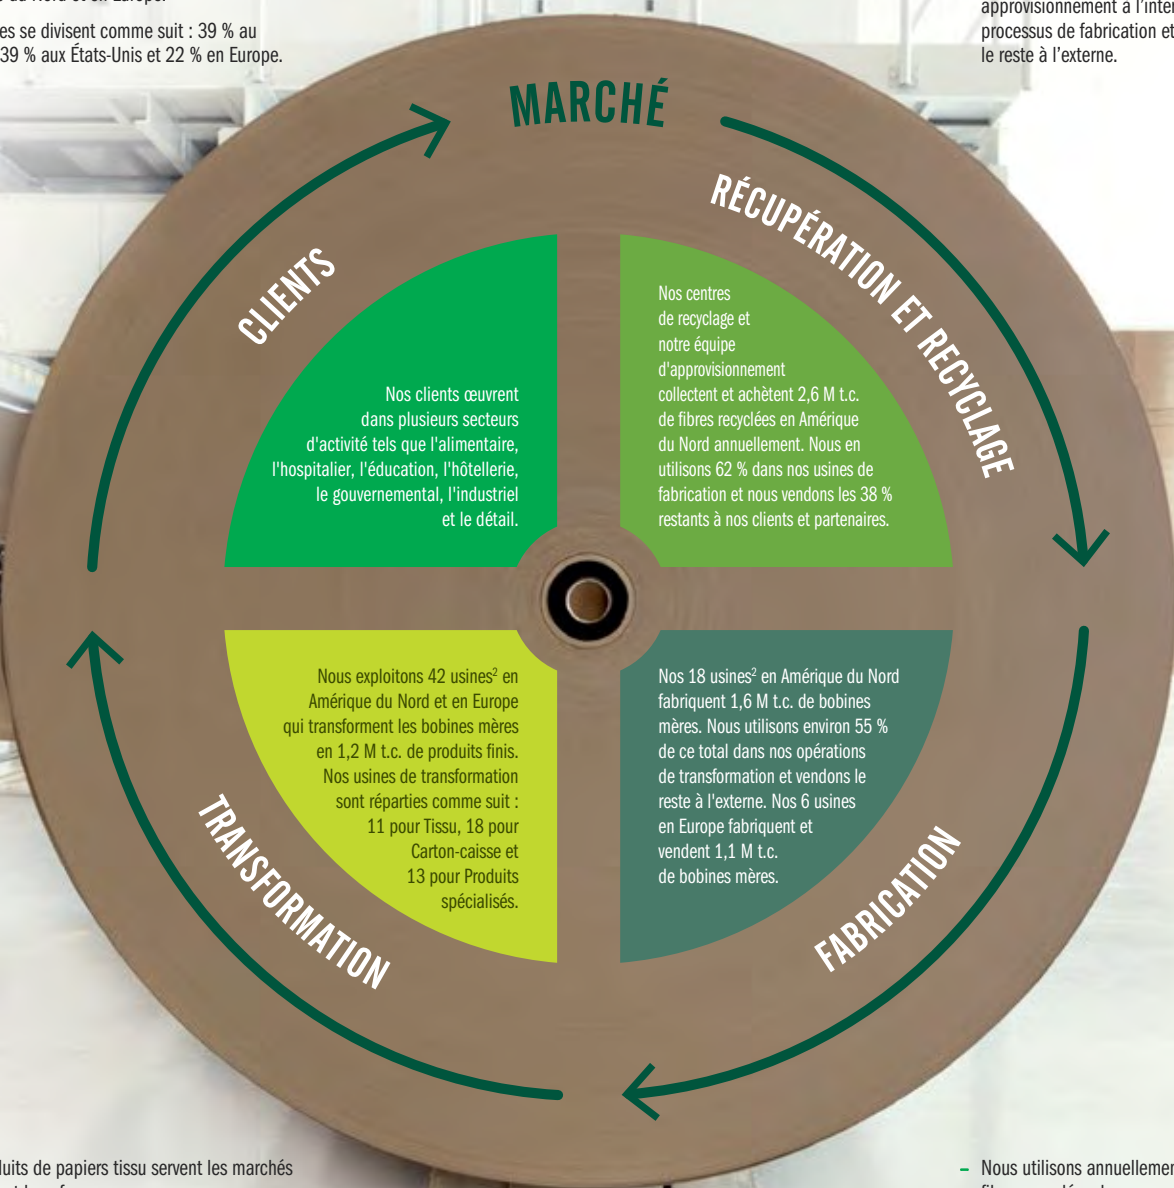 du Nord et en Europe.
es se divisent comme suit : 39 % au
39 % aux États-Unis et 22 % en Europe.
approvisionnement à l'inter
processus de fabrication et
le reste à l'externe.
MARCHÉ
RÉCUPÉRATION ET RECYCLAGE
CLIENTS
Nos centres
de recyclage et
notre équipe
d'approvisionnement
collectent et achètent 2,6 M t.c.
de fibres recyclées en Amérique
du Nord annuellement. Nous en
utilisons 62 % dans nos usines de
fabrication et nous vendons les 38 %
restants à nos clients et partenaires.
Nos clients œuvrent
dans plusieurs secteurs
d'activité tels que l'alimentaire,
l'hospitalier, l'éducation, l'hôtellerie,
le gouvernemental, l'industriel
et le détail.
Nous exploitons 42 usines² en
Amérique du Nord et en Europe
qui transforment les bobines mères
en 1,2 M t.c. de produits finis.
Nos usines de transformation
sont réparties comme suit :
11 pour Tissu, 18 pour
Carton-caisse et
13 pour Produits
spécialisés.
Nos 18 usines² en Amérique du Nord
fabriquent 1,6 M t.c. de bobines
mères. Nous utilisons environ 55 %
de ce total dans nos opérations
de transformation et vendons le
reste à l'externe. Nos 6 usines
en Europe fabriquent et
vendent 1,1 M t.c.
de bobines mères.
TRANSFORMATION
FABRICATION
duits de papiers tissu servent les marchés
– Nous utilisons annuellemen